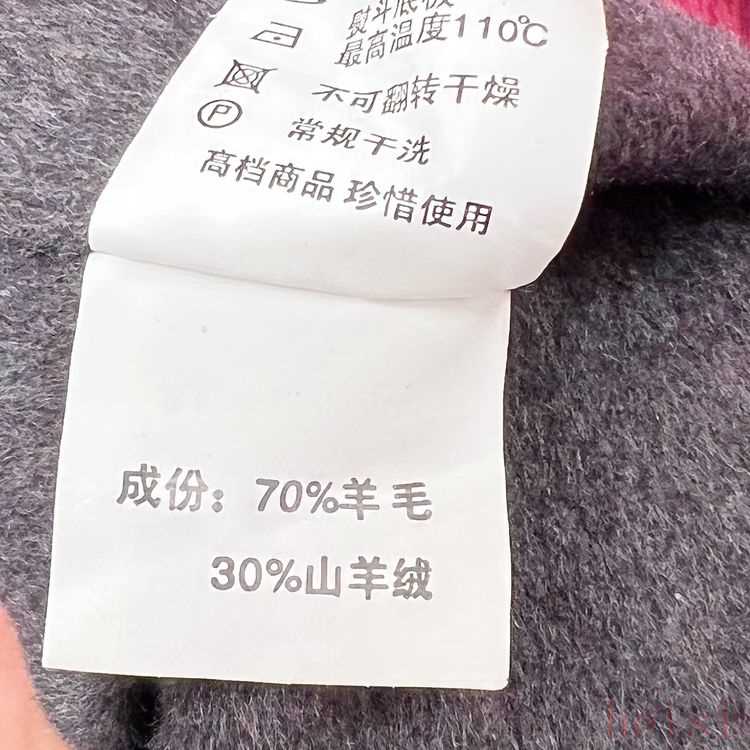 熨斗底板
最高温度110℃
不可翻转干燥
P
常规干洗
高档商品 珍惜使用
成份：70%羊毛
30%山羊绒